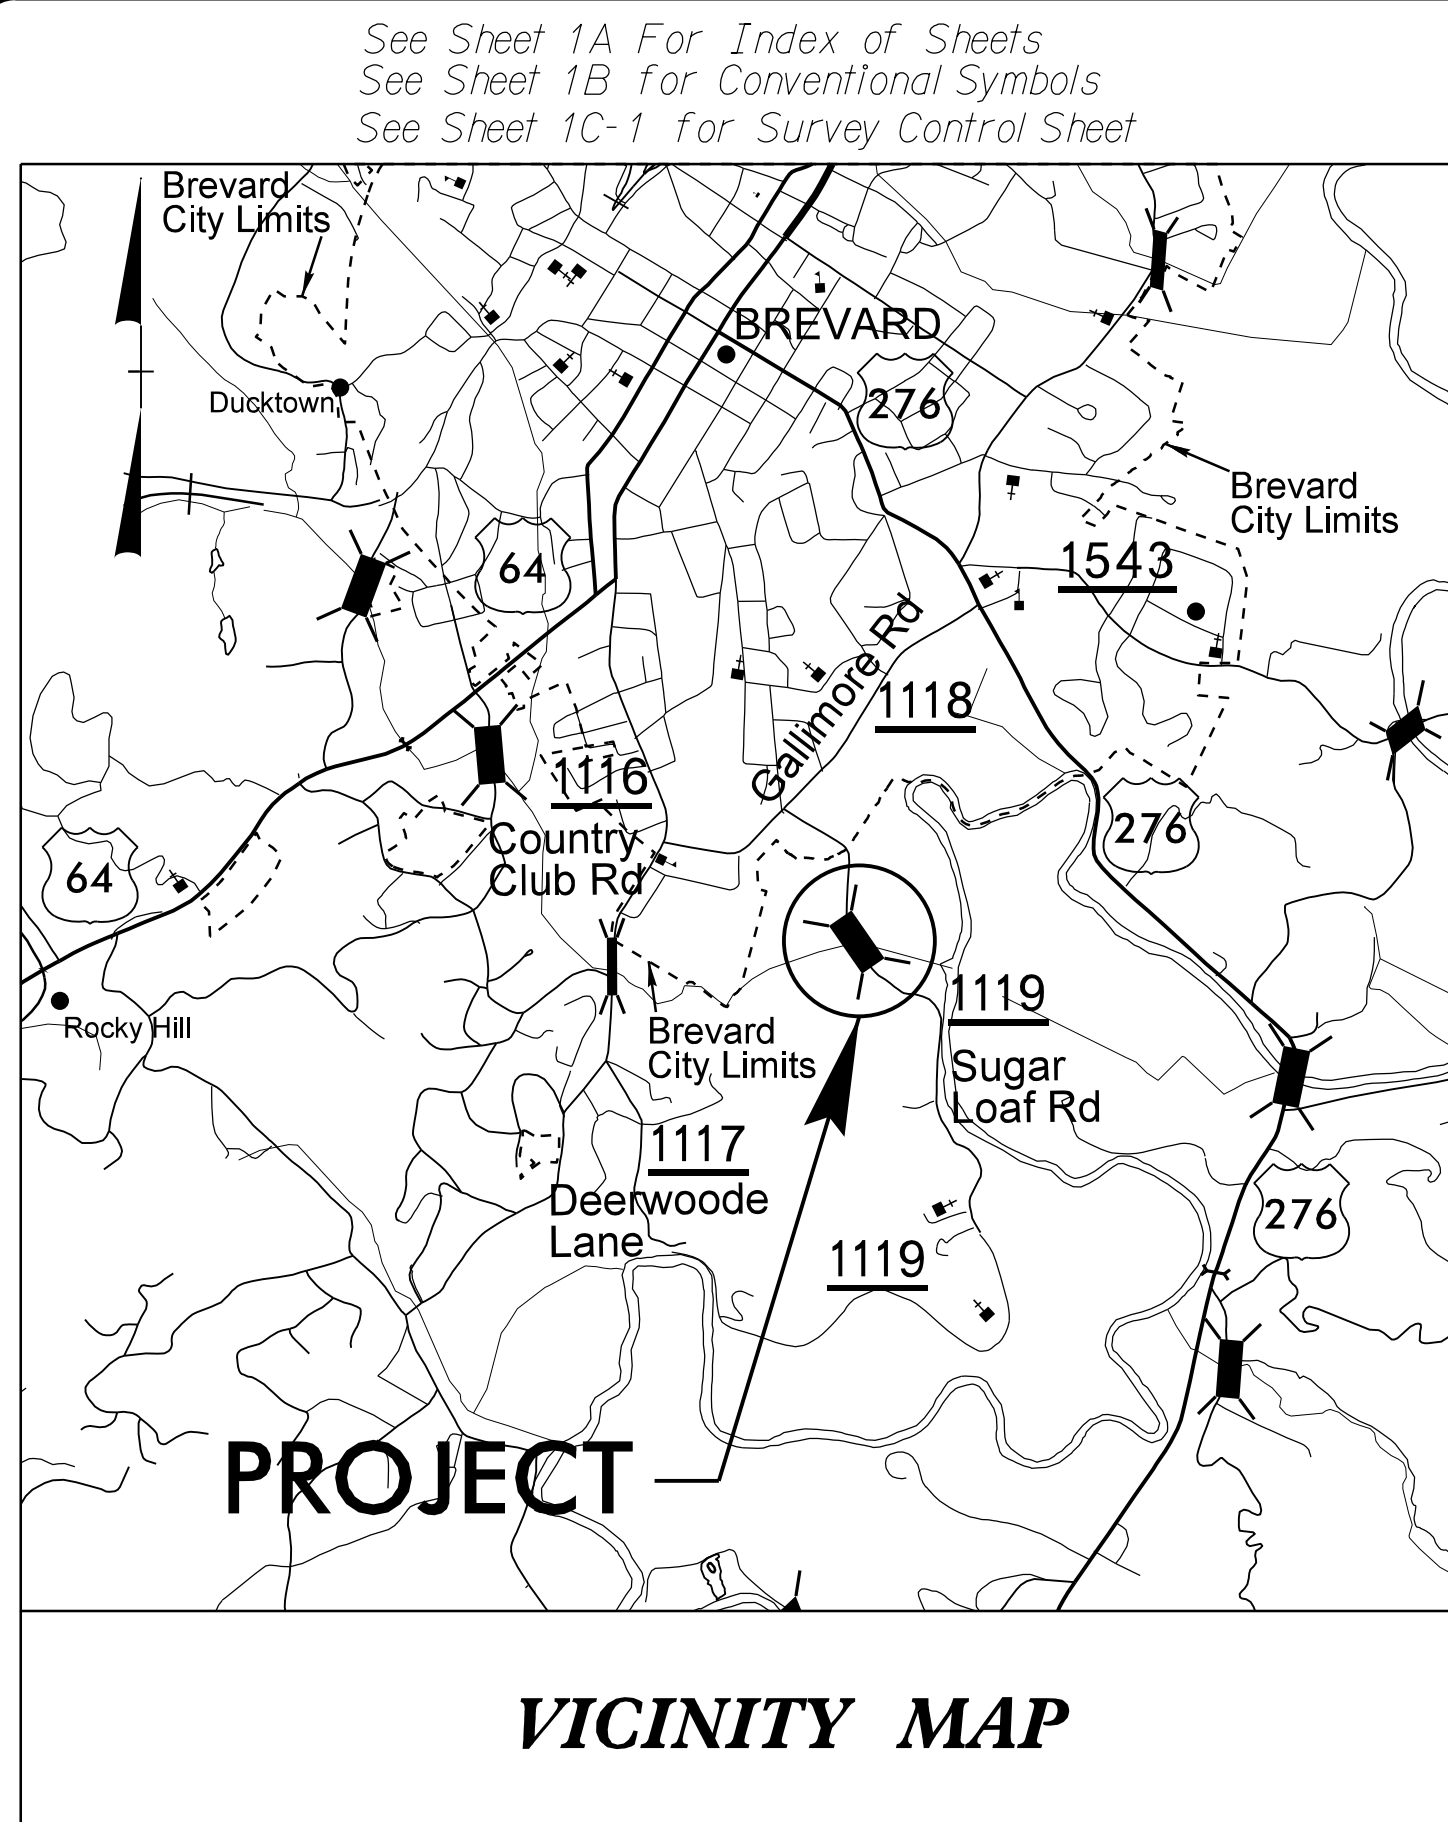 See Sheet 1A For Index of Sheets
See Sheet 1B for Conventional Symbols
See Sheet 1C-1 for Survey Control Sheet
Brevard
City Limits
BREVARD
276
Ducktown
Brevard
City Limits
64
1543
Gallimore Rd
1118
1116
Country
Club Rd
276
64
Rocky Hill
Brevard
City Limits
1119
Sugar
Loaf Rd
1117
Deerwoode
Lane
276
1119
PROJECT
VICINITY MAP